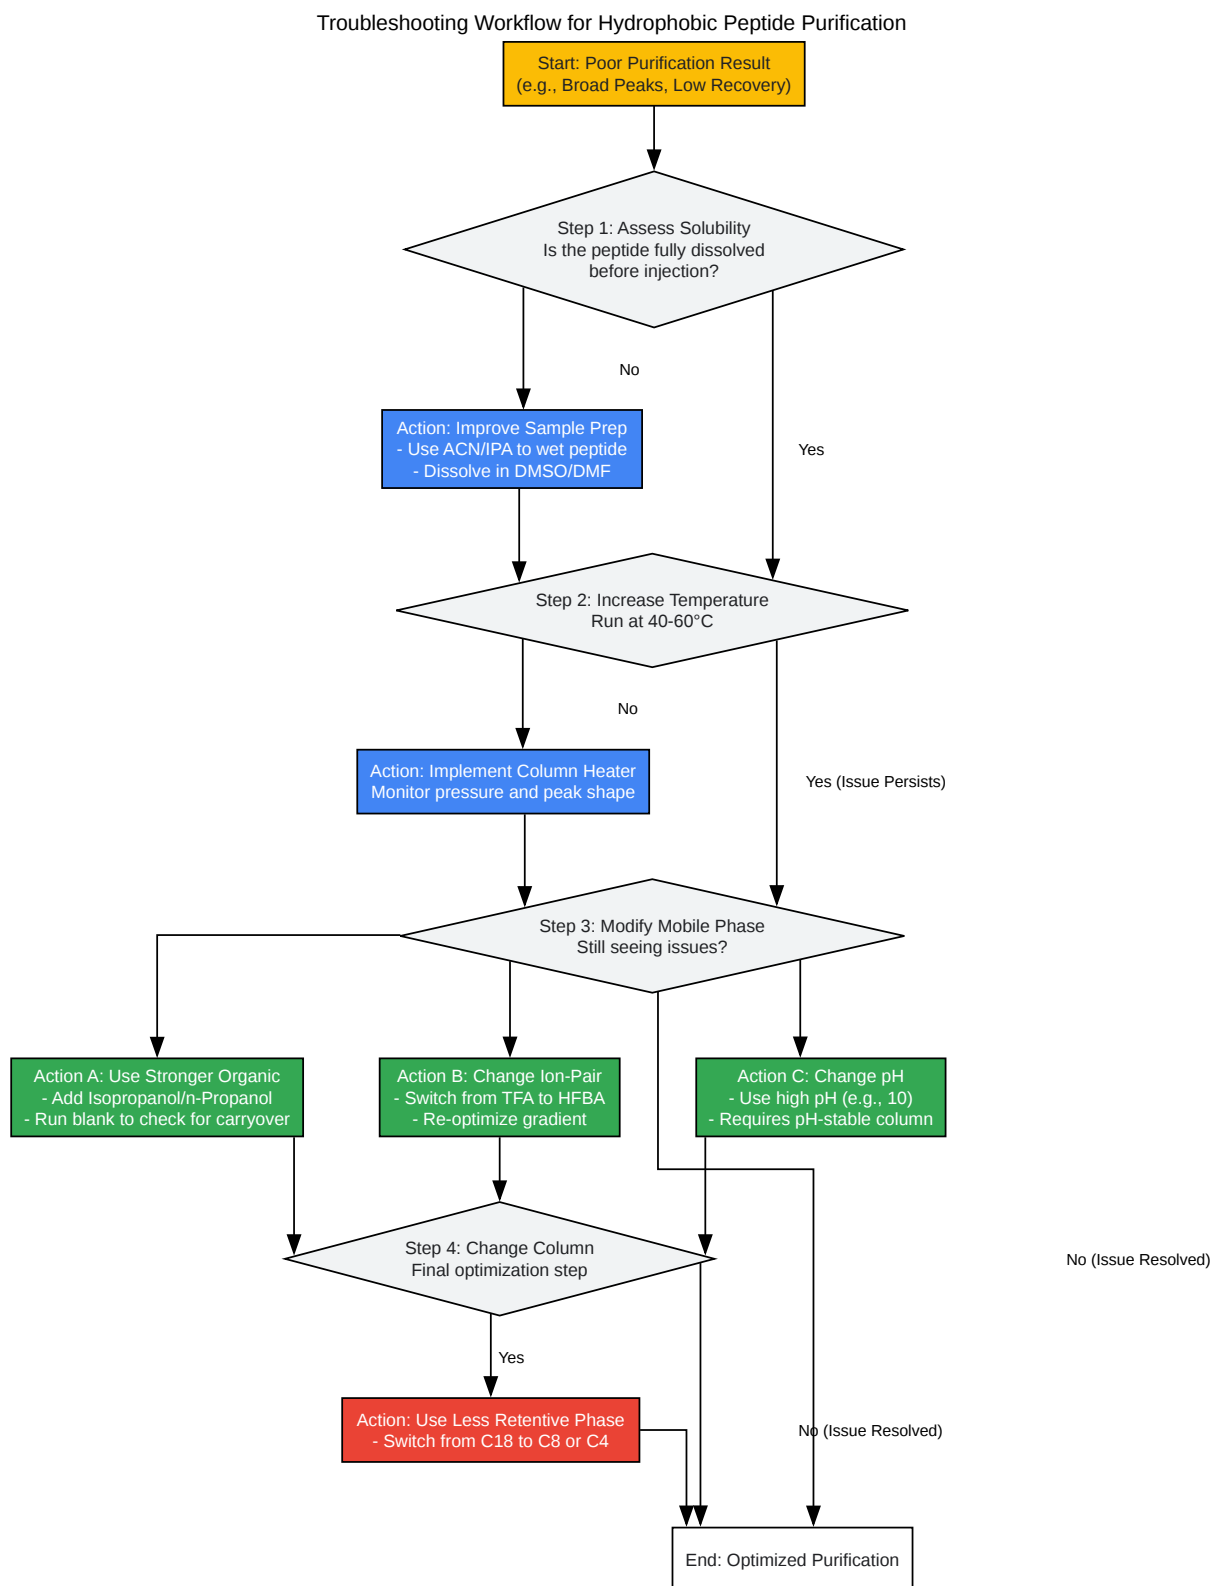 Troubleshooting Workflow for Hydrophobic Peptide Purification
Start: Poor Purification Result
(e.g., Broad Peaks, Low Recovery)
Step 1: Assess Solubility
Is the peptide fully dissolved
before injection?
No
Action: Improve Sample Prep
- Use ACN/IPA to wet peptide
- Dissolve in DMSO/DMF
Yes
Step 2: Increase Temperature
Run at 40-60°C
No
Action: Implement Column Heater
Monitor pressure and peak shape
Yes (Issue Persists)
Step 3: Modify Mobile Phase
Still seeing issues?
Action A: Use Stronger Organic
- Add Isopropanol/n-Propanol
- Run blank to check for carryover
Action B: Change Ion-Pair
- Switch from TFA to HFBA
- Re-optimize gradient
Action C: Change pH
- Use high pH (e.g., 10)
- Requires pH-stable column
Step 4: Change Column
Final optimization step
No (Issue Resolved)
Yes
Action: Use Less Retentive Phase
- Switch from C18 to C8 or C4
No (Issue Resolved)
End: Optimized Purification